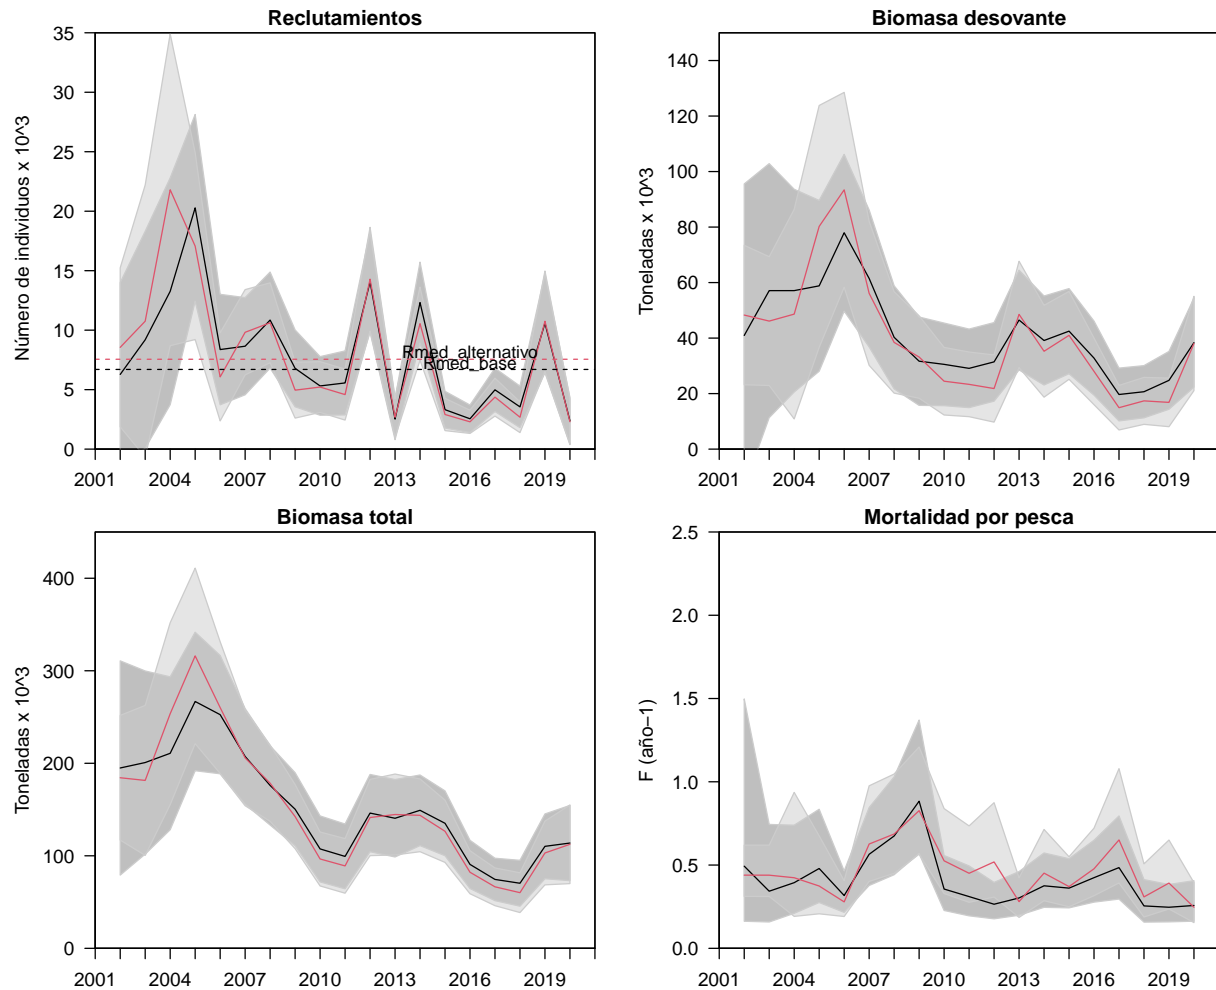 Reclutamientos
Número de individuos x 10^3
35
30
25
20
15
10
5
0
Rmed_alternativo
Rmed_base
2001 2004 2007 2010 2013 2016 2019
Biomasa desovante
Toneladas x 10^3
140
120
100
80
60
40
20
0
2001 2004 2007 2010 2013 2016 2019
Biomasa total
Toneladas x 10^3
400
300
200
100
0
2001 2004 2007 2010 2013 2016 2019
Mortalidad por pesca
F (año−1)
2.5
2.0
1.5
1.0
0.5
0.0
2001 2004 2007 2010 2013 2016 2019